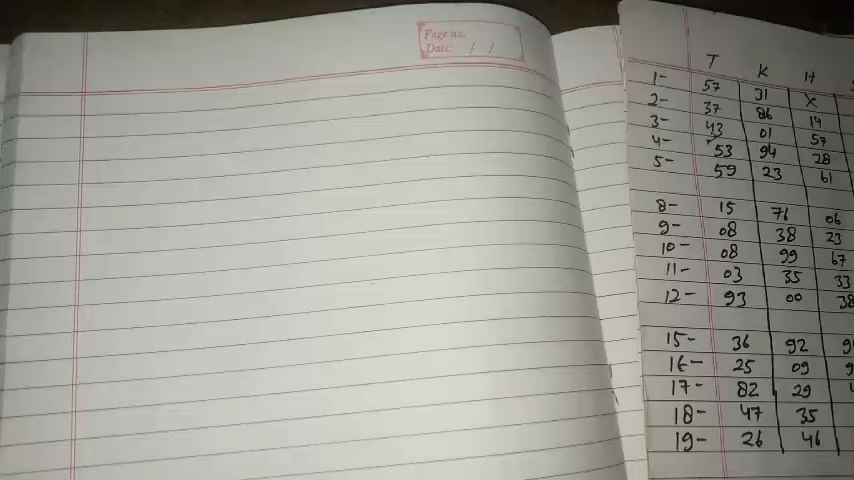 Page no.:
Date: / /
T K H
1- 57 31 X
2- 37 86 14
3- 43 01 57
4- 53 94 28
5- 59 23 61
8- 15 76 06
9- 08 38 23
10- 08 99 67
11- 03 35 33
12- 93 00 38
15- 36 92
16- 25 09
17- 82 29
18- 47 35
19- 26 46